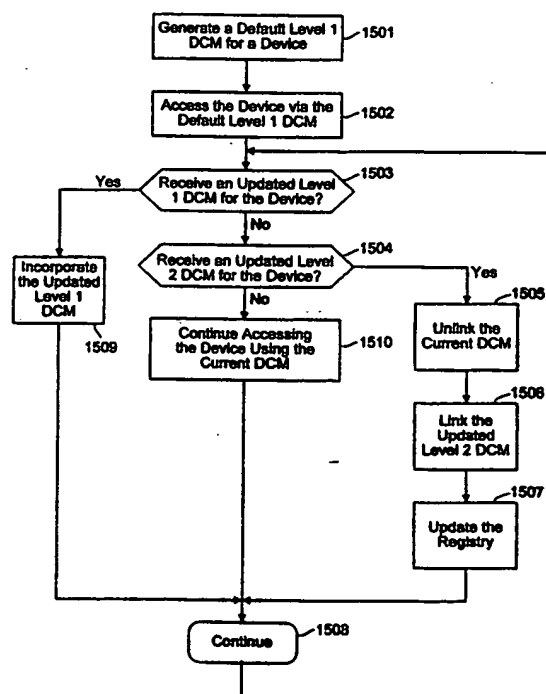 Generate a Default Level 1
DCM for a Device
1501
Access the Device via the
Default Level 1 DCM
1502
Yes
Receive an Updated Level
1 DCM for the Device?
1503
No
Receive an Updated Level
2 DCM for the Device?
1504
Yes
Incorporate
the Updated
Level 1
DCM
1509
No
Continue Accessing
the Device Using the
Current DCM
1510
Unlink the
Current DCM
1505
Link the
Updated
Level 2 DCM
1506
Update the
Registry
1507
Continue
1508